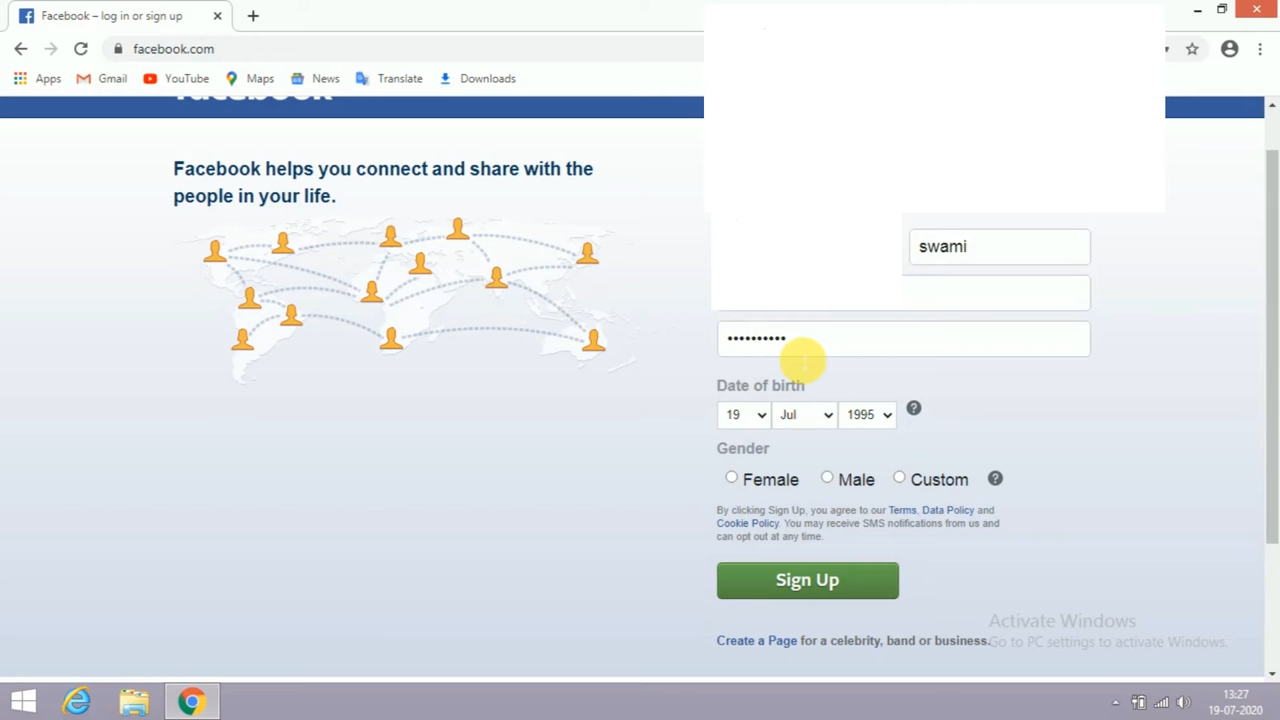 Facebook – log in or sign up
facebook.com
Apps Gmail YouTube Maps News Translate Downloads
facebook
Facebook helps you connect and share with the
people in your life.
swami
••••••••••
Date of birth
19 Jul 1995
Gender
Female Male Custom
By clicking Sign Up, you agree to our Terms, Data Policy and
Cookie Policy. You may receive SMS notifications from us and
can opt out at any time.
Sign Up
Create a Page for a celebrity, band or business.
Activate Windows
Go to PC settings to activate Windows.
13:27
19-07-2020